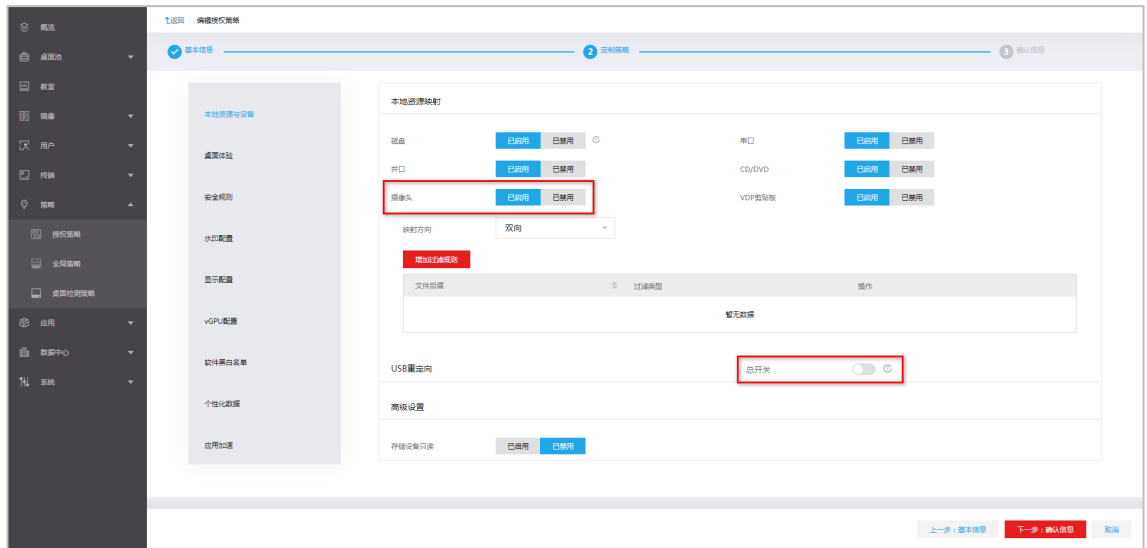 返回 编辑授权策略
概览
桌面池
教室
镜像
用户
终端
策略
授权策略
全局策略
桌面检测策略
应用
数据中心
系统
基本信息
2 定制策略
3 确认信息
本地资源与设备
桌面体验
安全规则
水印配置
显示配置
vGPU配置
软件黑白名单
个性化数据
应用加速
本地资源映射
磁盘 已启用 已禁用 串口 已启用 已禁用
并口 已启用 已禁用 CD/DVD 已启用 已禁用
摄像头 已启用 已禁用 VDP剪贴板 已启用 已禁用
映射方向 双向
增加过滤规则
文件后缀 过滤类型 操作
暂无数据
USB重定向 总开关
高级设置
存储设备只读 已启用 已禁用
上一步：基本信息 下一步：确认信息 取消